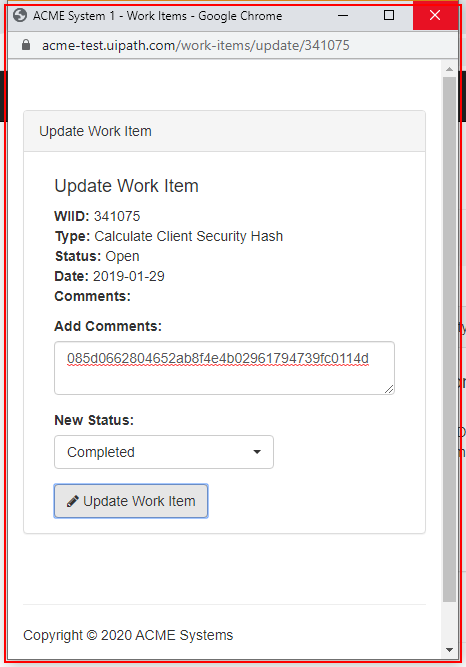 ACME System 1 - Work Items - Google Chrome
acme-test.uipath.com/work-items/update/341075
Update Work Item
Update Work Item
WIID: 341075
Type: Calculate Client Security Hash
Status: Open
Date: 2019-01-29
Comments:
Add Comments:
085d0662804652ab8f4e4b02961794739fc0114d
New Status:
Completed
Update Work Item
Copyright © 2020 ACME Systems